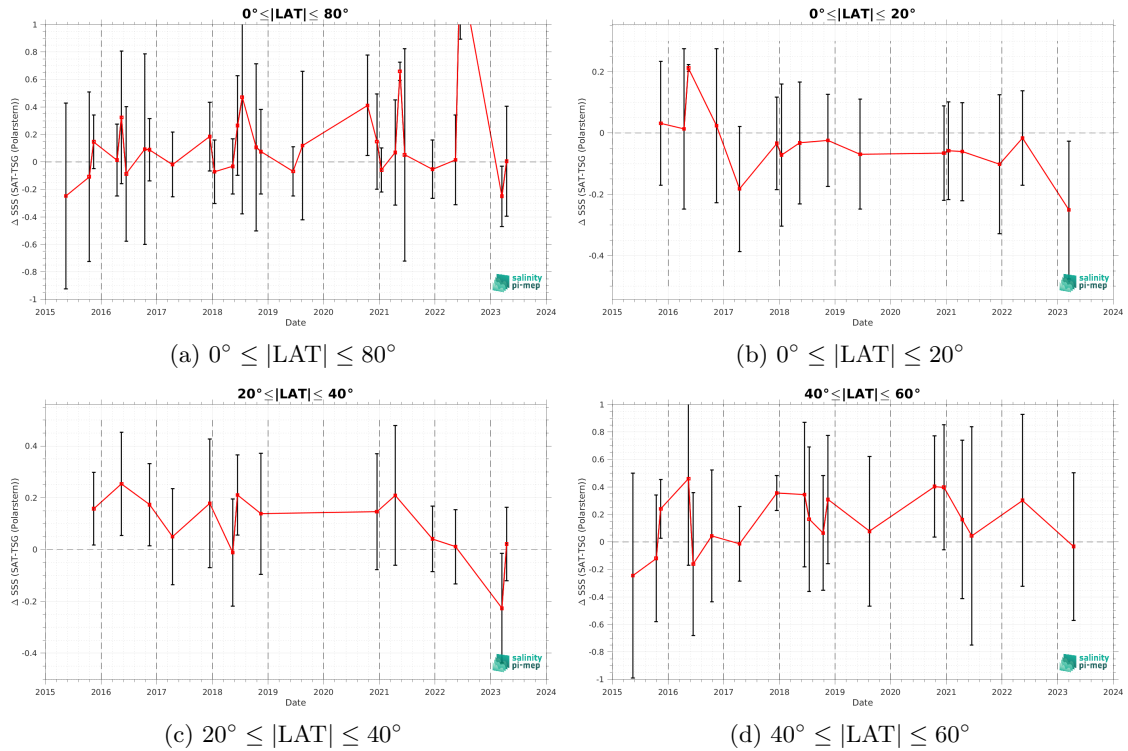 0°≤|LAT|≤ 80°
1
0.8
0.6
0.4
0.2
0
-0.2
-0.4
-0.6
-0.8
-1
Δ SSS (SAT-TSG (Polarstern))
2015 2016 2017 2018 2019 2020 2021 2022 2023 2024
Date
salinity
pi-mep
(a) 0° ≤ |LAT| ≤ 80°
0°≤|LAT|≤ 20°
0.2
0
-0.2
-0.4
Δ SSS (SAT-TSG (Polarstern))
2015 2016 2017 2018 2019 2020 2021 2022 2023 2024
Date
salinity
pi-mep
(b) 0° ≤ |LAT| ≤ 20°
20°≤|LAT|≤ 40°
0.4
0.2
0
-0.2
-0.4
Δ SSS (SAT-TSG (Polarstern))
2015 2016 2017 2018 2019 2020 2021 2022 2023 2024
Date
salinity
pi-mep
(c) 20° ≤ |LAT| ≤ 40°
40°≤|LAT|≤ 60°
1
0.8
0.6
0.4
0.2
0
-0.2
-0.4
-0.6
-0.8
-1
Δ SSS (SAT-TSG (Polarstern))
2015 2016 2017 2018 2019 2020 2021 2022 2023 2024
Date
salinity
pi-mep
(d) 40° ≤ |LAT| ≤ 60°